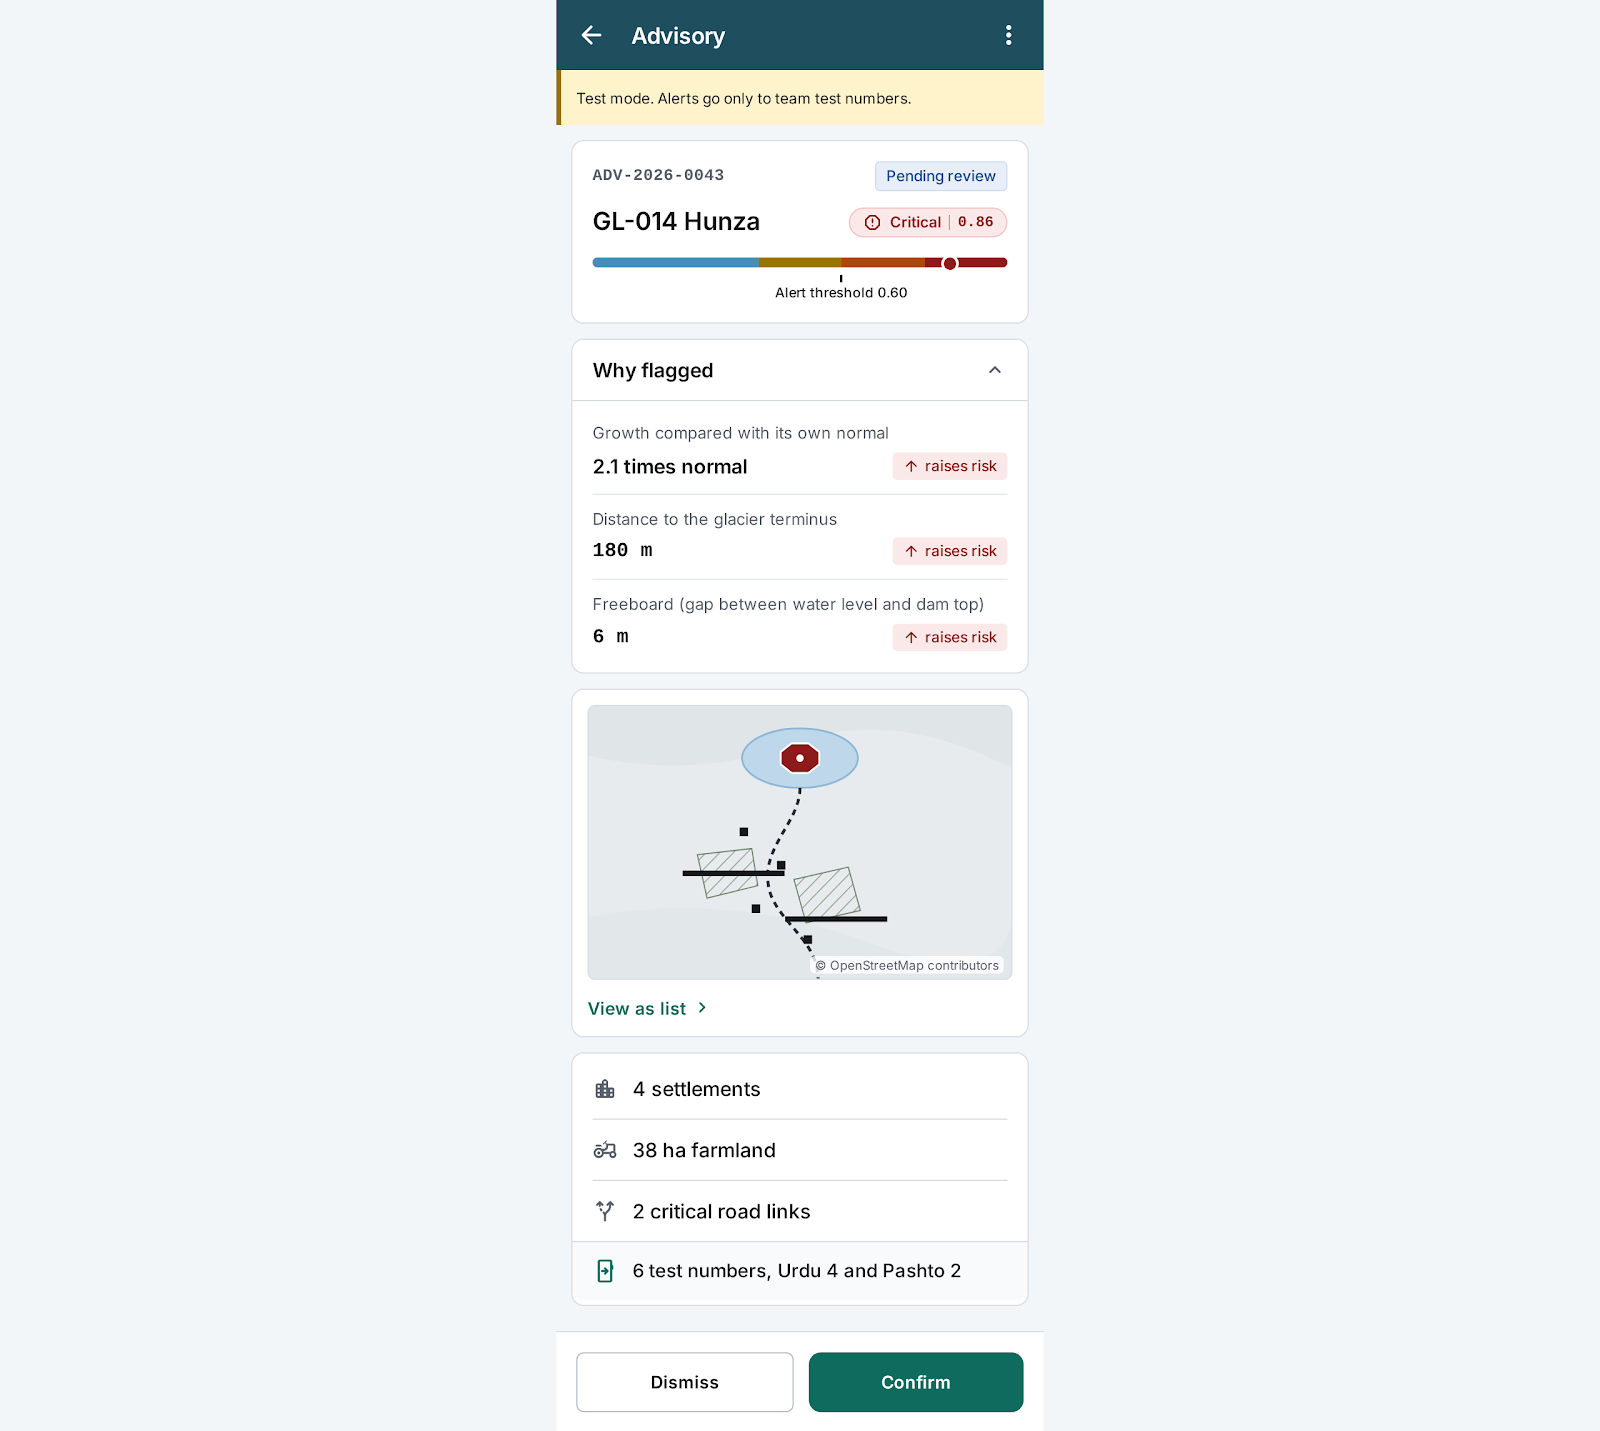 Advisory
Test mode. Alerts go only to team test numbers.
ADV-2026-0043
Pending review
GL-014 Hunza
Critical | 0.86
Alert threshold 0.60
Why flagged
Growth compared with its own normal
2.1 times normal
↑ raises risk
Distance to the glacier terminus
180 m
↑ raises risk
Freeboard (gap between water level and dam top)
6 m
↑ raises risk
© OpenStreetMap contributors
View as list
4 settlements
38 ha farmland
2 critical road links
6 test numbers, Urdu 4 and Pashto 2
Dismiss
Confirm